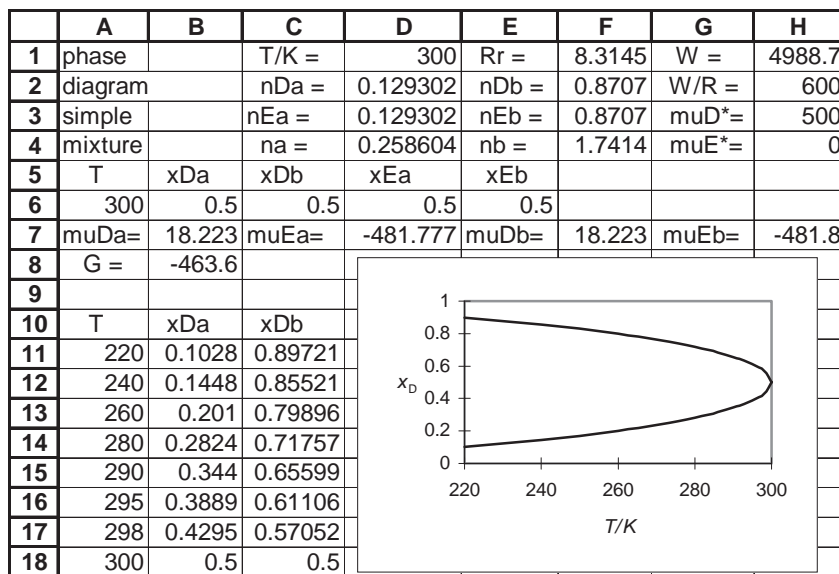 A B C D E F G H
1 phase T/K = 300 Rr = 8.3145 W = 4988.7
2 diagram nDa = 0.129302 nDb = 0.8707 W/R = 600
3 simple nEa = 0.129302 nEb = 0.8707 muD*= 500
4 mixture na = 0.258604 nb = 1.7414 muE*= 0
5 T xDa xDb xEa xEb
6 300 0.5 0.5 0.5 0.5
7 muDa= 18.223 muEa= -481.777 muDb= 18.223 muEb= -481.8
8 G = -463.6
9
10 T xDa xDb
11 220 0.1028 0.89721
12 240 0.1448 0.85521
13 260 0.201 0.79896
14 280 0.2824 0.71757
15 290 0.344 0.65599
16 295 0.3889 0.61106
17 298 0.4295 0.57052
18 300 0.5 0.5
1
0.8
0.6
xD
0.4
0.2
0
220 240 260 280 300
T/K